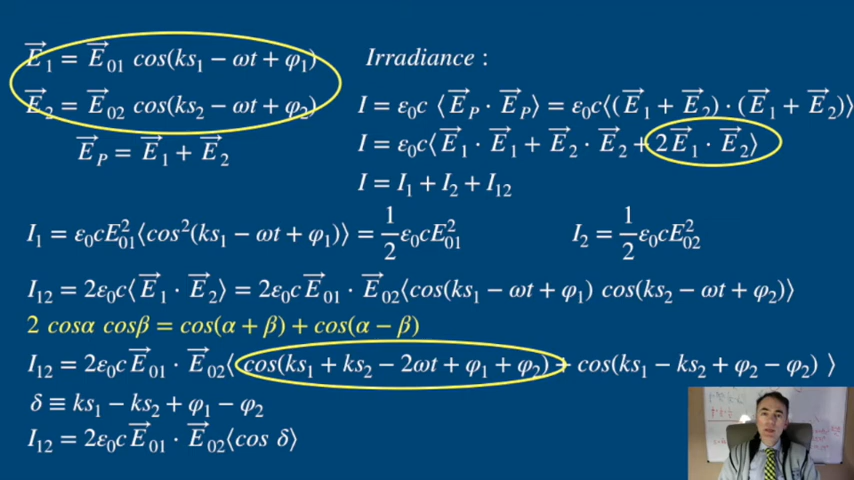 E⃗₁ = E⃗₀₁ cos(ks₁ − ωt + φ₁)
E⃗₂ = E⃗₀₂ cos(ks₂ − ωt + φ₂)
E⃗_P = E⃗₁ + E⃗₂
Irradiance :
I = ε₀c ⟨E⃗_P · E⃗_P⟩ = ε₀c⟨(E⃗₁ + E⃗₂) · (E⃗₁ + E⃗₂)⟩
I = ε₀c⟨E⃗₁ · E⃗₁ + E⃗₂ · E⃗₂ + 2E⃗₁ · E⃗₂⟩
I = I₁ + I₂ + I₁₂
I₁ = ε₀cE₀₁²⟨cos²(ks₁ − ωt + φ₁)⟩ = 1/2 ε₀cE₀₁² I₂ = 1/2 ε₀cE₀₂²
I₁₂ = 2ε₀c⟨E⃗₁ · E⃗₂⟩ = 2ε₀cE⃗₀₁ · E⃗₀₂⟨cos(ks₁ − ωt + φ₁) cos(ks₂ − ωt + φ₂)⟩
2 cosα cosβ = cos(α + β) + cos(α − β)
I₁₂ = 2ε₀cE⃗₀₁ · E⃗₀₂⟨ cos(ks₁ + ks₂ − 2ωt + φ₁ + φ₂) + cos(ks₁ − ks₂ + φ₂ − φ₂) ⟩
δ ≡ ks₁ − ks₂ + φ₁ − φ₂
I₁₂ = 2ε₀cE⃗₀₁ · E⃗₀₂⟨cos δ⟩